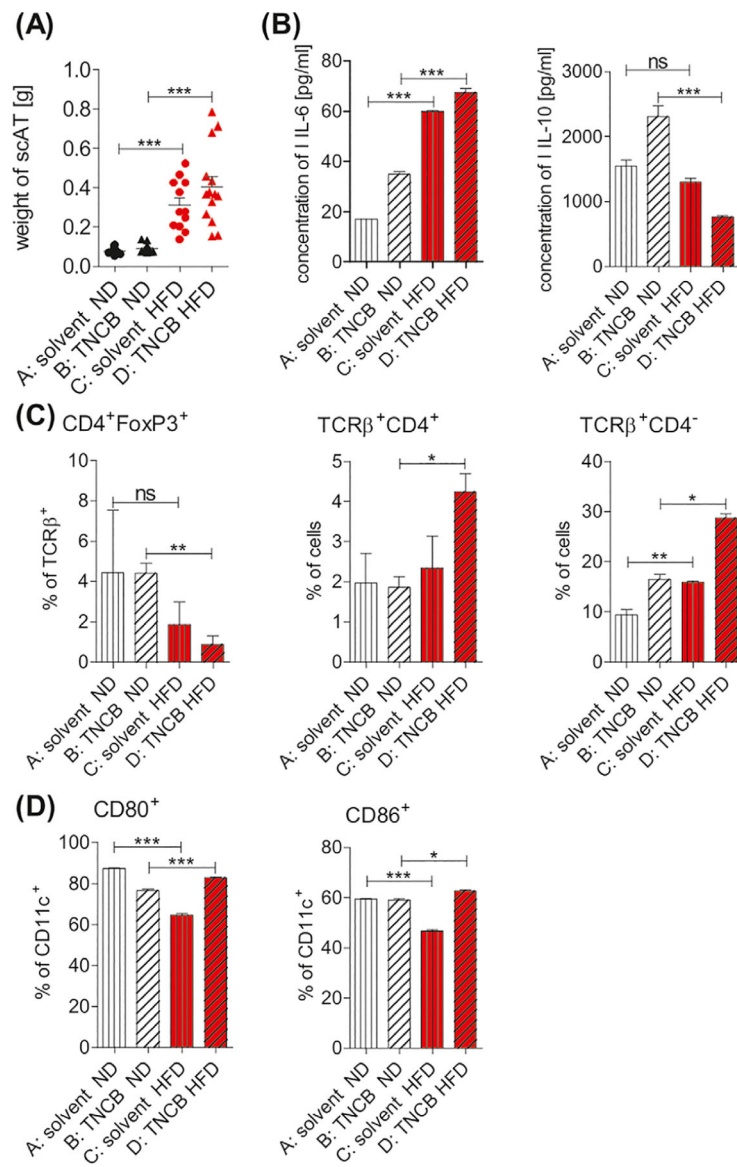 (A)
weight of scAT [g]
1.0
0.8
0.6
0.4
0.2
0.0
***
***
A: solvent ND
B: TNCB ND
C: solvent HFD
D: TNCB HFD
(B)
concentration of I IL-6 [pg/ml]
80
60
40
20
0
***
***
A: solvent ND
B: TNCB ND
C: solvent HFD
D: TNCB HFD
concentration of I IL-10 [pg/ml]
3000
2000
1000
0
ns
***
A: solvent ND
B: TNCB ND
C: solvent HFD
D: TNCB HFD
(C)
CD4⁺FoxP3⁺
% of TCRβ⁺
8
6
4
2
0
ns
**
A: solvent ND
B: TNCB ND
C: solvent HFD
D: TNCB HFD
TCRβ⁺CD4⁺
% of cells
5
4
3
2
1
0
*
A: solvent ND
B: TNCB ND
C: solvent HFD
D: TNCB HFD
TCRβ⁺CD4⁻
% of cells
40
30
20
10
0
*
**
A: solvent ND
B: TNCB ND
C: solvent HFD
D: TNCB HFD
(D)
CD80⁺
% of CD11c⁺
100
80
60
40
20
0
***
***
A: solvent ND
B: TNCB ND
C: solvent HFD
D: TNCB HFD
CD86⁺
% of CD11c⁺
80
60
40
20
0
*
***
A: solvent ND
B: TNCB ND
C: solvent HFD
D: TNCB HFD